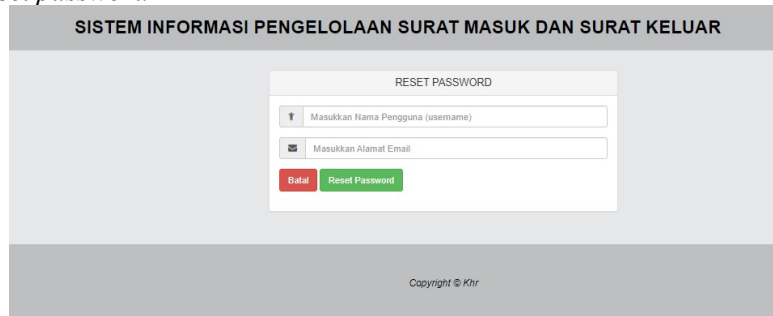 SISTEM INFORMASI PENGELOLAAN SURAT MASUK DAN SURAT KELUAR
RESET PASSWORD
Masukkan Nama Pengguna (username)
Masukkan Alamat Email
Batal Reset Password
Copyright © Khr